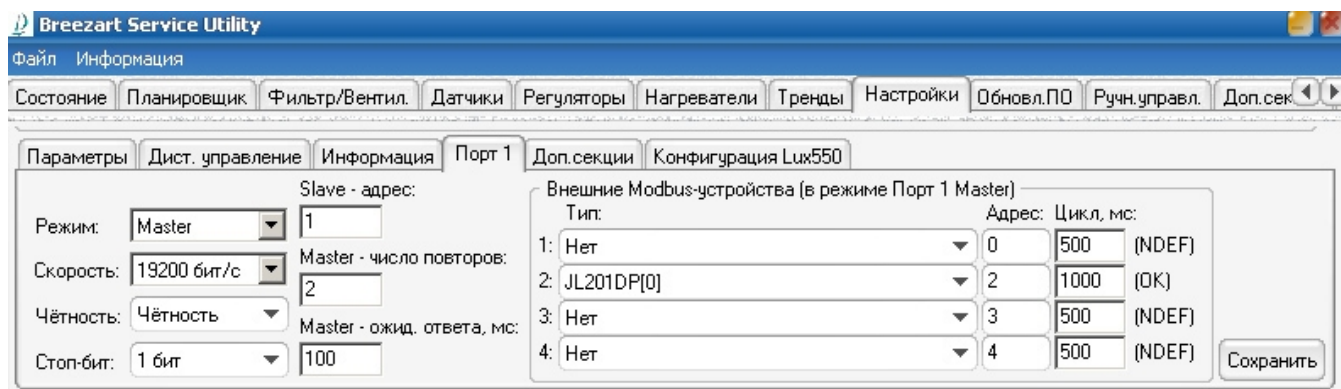 Breezart Service Utility
Файл Информация
Состояние Планировщик Фильтр/Вентил. Датчики Регуляторы Нагреватели Тренды Настройки Обновл.ПО Ручн.управл. Доп.сек
Параметры Дист. управление Информация Порт 1 Доп.секции Конфигурация Lux550
Режим: Master
Скорость: 19200 бит/с
Чётность: Чётность
Стоп-бит: 1 бит
Slave - адрес:
1
Master - число повторов:
2
Master - ожид. ответа, мс:
100
Внешние Modbus-устройства (в режиме Порт 1 Master)
Тип: Адрес: Цикл, мс:
1: Нет 0 500 (NDEF)
2: JL201DP[0] 2 1000 (OK)
3: Нет 3 500 (NDEF)
4: Нет 4 500 (NDEF)
Сохранить